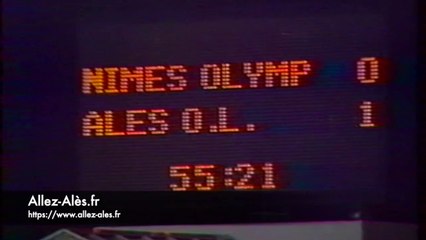 NIMES OLYMP 0
ALES O.L. 1
55:21
Allez-Alès.fr
https://www.allez-ales.fr